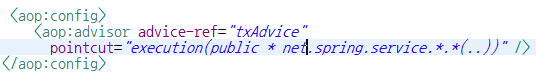 <aop:config>
<aop:advisor advice-ref="txAdvice"
pointcut="execution(public * net.spring.service.*.*(..))" />
</aop:config>